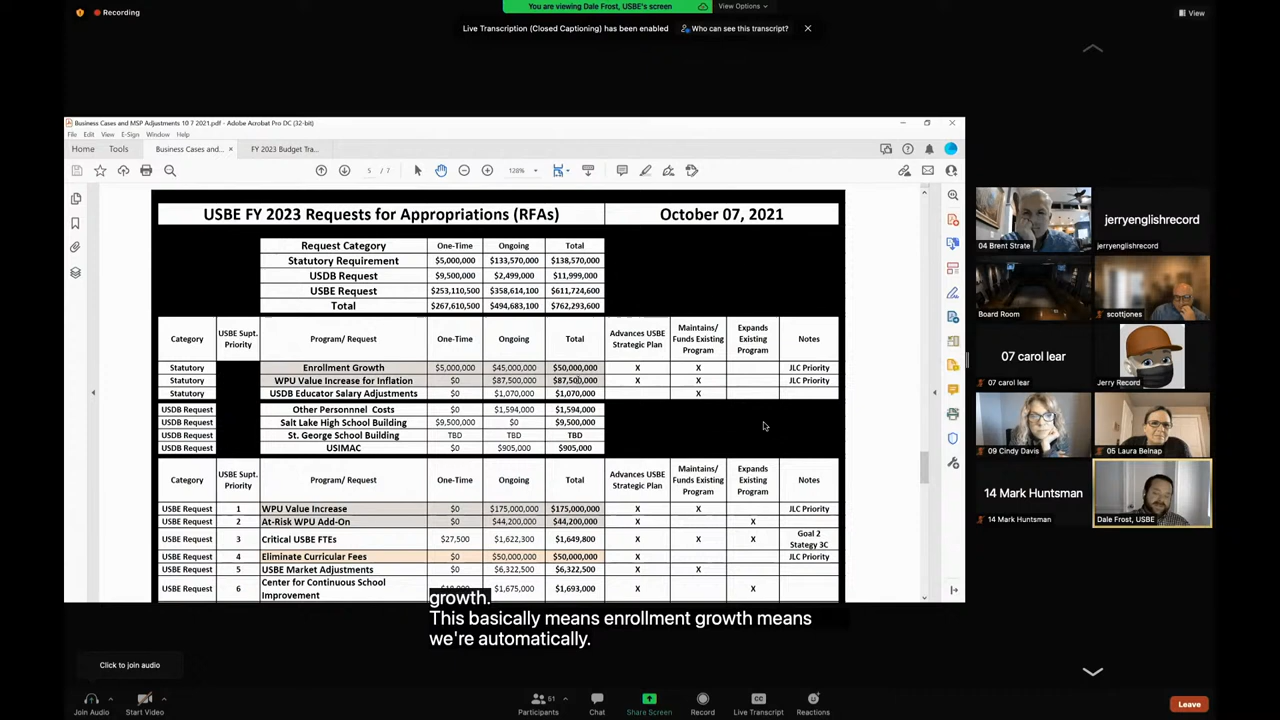 You are viewing Dale Frost, USBE's screen
View Options
Recording
View
Live Transcription (Closed Captioning) has been enabled
Who can see this transcript?
Business Cases and MSP Adjustments 10 7 2021.pdf - Adobe Acrobat Pro DC (32-bit)
File Edit View E-Sign Window Help
Home Tools Business Cases and... × FY 2023 Budget Tra...
5 / 7 128%
USBE FY 2023 Requests for Appropriations (RFAs) October 07, 2021
Request Category One-Time Ongoing Total
Statutory Requirement $5,000,000 $133,570,000 $138,570,000
USDB Request $9,500,000 $2,499,000 $11,999,000
USBE Request $253,110,500 $358,614,100 $611,724,600
Total $267,610,500 $494,683,100 $762,293,600
Category USBE Supt. Priority Program/ Request One-Time Ongoing Total Advances USBE Strategic Plan Maintains/ Funds Existing Program Expands Existing Program Notes
Statutory Enrollment Growth $5,000,000 $45,000,000 $50,000,000 X X JLC Priority
Statutory WPU Value Increase for Inflation $0 $87,500,000 $87,500,000 X X JLC Priority
Statutory USDB Educator Salary Adjustments $0 $1,070,000 $1,070,000 X
USDB Request Other Personnnel Costs $0 $1,594,000 $1,594,000
USDB Request Salt Lake High School Building $9,500,000 $0 $9,500,000
USDB Request St. George School Building TBD TBD TBD
USDB Request USIMAC $0 $905,000 $905,000
Category USBE Supt. Priority Program/ Request One-Time Ongoing Total Advances USBE Strategic Plan Maintains/ Funds Existing Program Expands Existing Program Notes
USBE Request 1 WPU Value Increase $0 $175,000,000 $175,000,000 X X JLC Priority
USBE Request 2 At-Risk WPU Add-On $0 $44,200,000 $44,200,000 X X
USBE Request 3 Critical USBE FTEs $27,500 $1,622,300 $1,649,800 X X X Goal 2 Stategy 3C
USBE Request 4 Eliminate Curricular Fees $0 $50,000,000 $50,000,000 X JLC Priority
USBE Request 5 USBE Market Adjustments $0 $6,322,500 $6,322,500 X X
USBE Request 6 Center for Continuous School Improvement $1,675,000 $1,693,000 X X
growth.
This basically means enrollment growth means
we're automatically.
04 Brent Strate
jerryenglishrecord
jerryenglishrecord
Board Room
scottjones
07 carol lear
07 carol lear
Jerry Record
09 Cindy Davis
05 Laura Belnap
14 Mark Huntsman
14 Mark Huntsman
Dale Frost, USBE
Click to join audio
Join Audio
Start Video
61
Participants
Chat
Share Screen
Record
CC
Live Transcript
Reactions
Leave